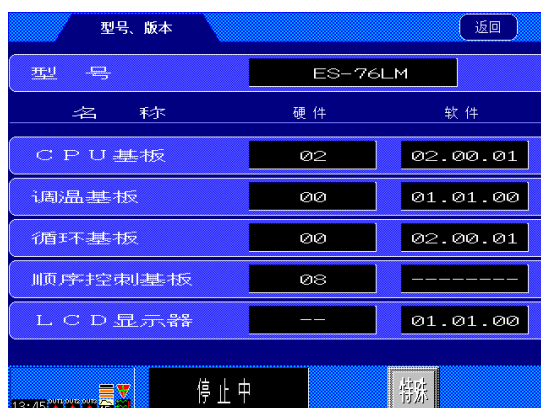 型号、版本 返回
型 号 ES-76LM
名 称 硬件 软件
CPU基板 02 02.00.01
调温基板 00 01.01.00
循环基板 00 02.00.01
顺序控制基板 08 --------
LCD显示器 -- 01.01.00
13:45 OUT1 OUT2 OUT2 停止中 特殊